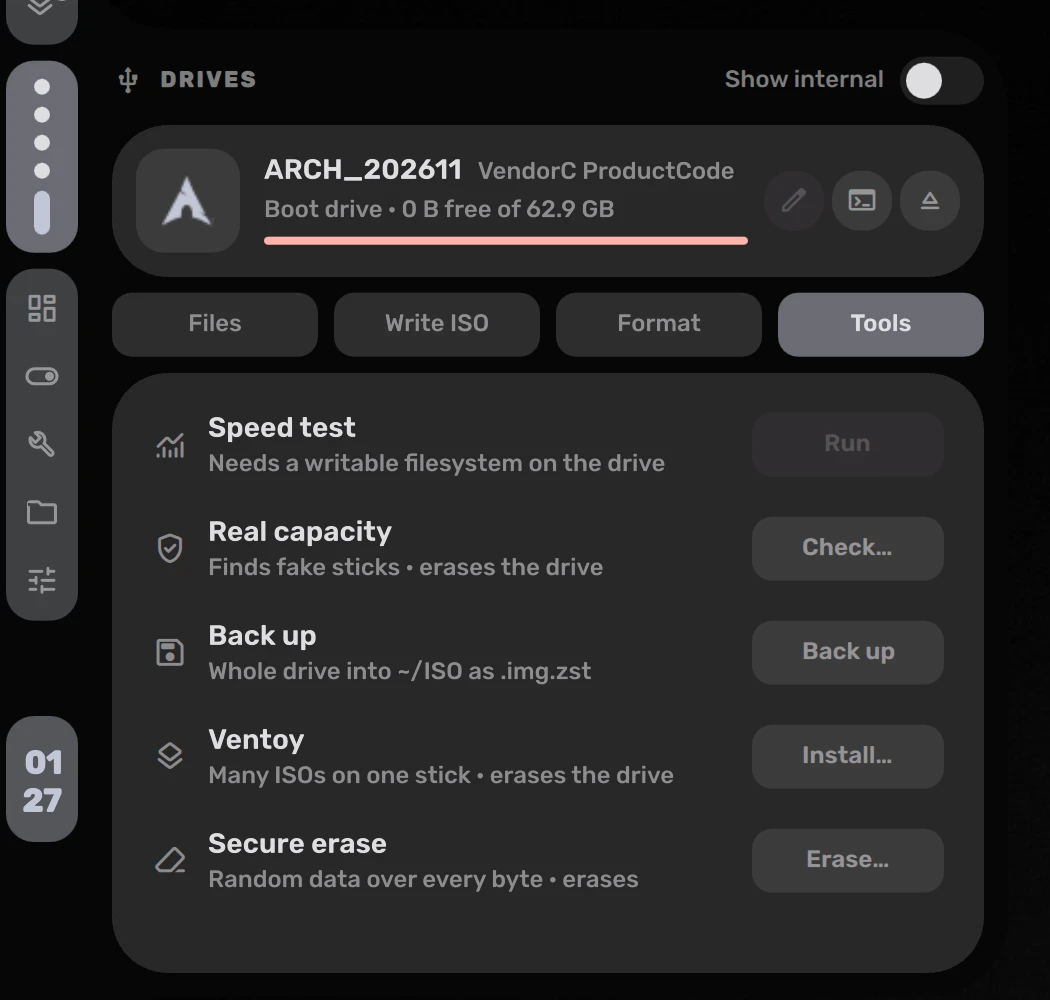 DRIVES
Show internal
ARCH_202611 VendorC ProductCode
Boot drive • 0 B free of 62.9 GB
Files
Write ISO
Format
Tools
Speed test
Needs a writable filesystem on the drive
Run
Real capacity
Finds fake sticks • erases the drive
Check…
Back up
Whole drive into ~/ISO as .img.zst
Back up
Ventoy
Many ISOs on one stick • erases the drive
Install…
Secure erase
Random data over every byte • erases
Erase…
01
27